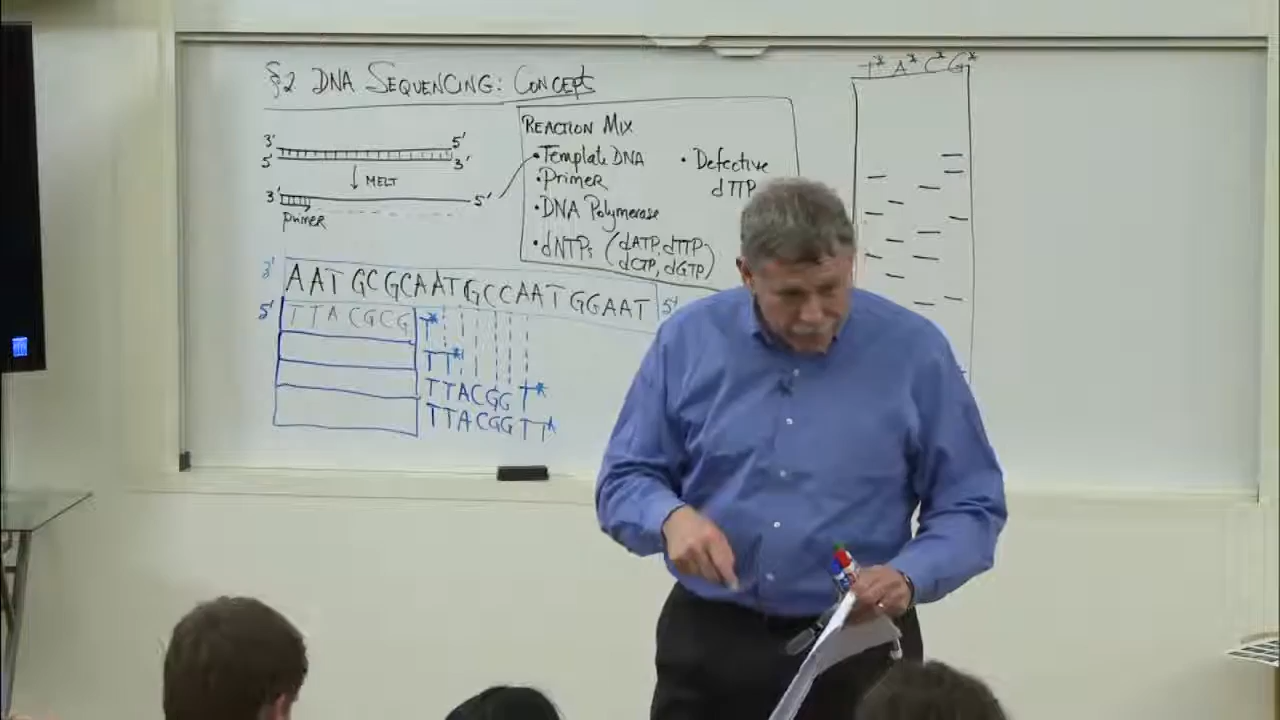 §2 DNA SEQUENCING: CONCEPTS
3' 5'
5' 3'
MELT
3' 5'
primer
REACTION MIX
• Template DNA
• Primer
• DNA Polymerase
• dNTPs (dATP, dTTP
dCTP, dGTP)
• Defective
dTTP
T* A* C* G*
3' AATGCGCAATGCCAATGGAAT 5'
5' TTACGCG T*
TT*
TTACGG T*
TTACGGTT*